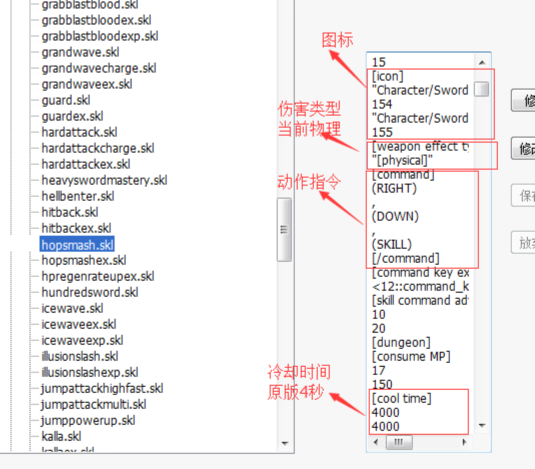 grabblastblood.skl
grabblastbloodex.skl
grabblastbloodexp.skl
grandwave.skl
grandwavecharge.skl
grandwaveex.skl
guard.skl
guardex.skl
hardattack.skl
hardattackcharge.skl
hardattackex.skl
heavyswordmastery.skl
hellbenter.skl
hitback.skl
hitbackex.skl
hopsmash.skl
hopsmashex.skl
hpregenrateupex.skl
hundredsword.skl
icewave.skl
icewaveex.skl
icewaveexp.skl
illusionslash.skl
illusionslashexp.skl
jumpattackhighfast.skl
jumpattackmulti.skl
jumppowerup.skl
kalla.skl
kallaex.skl
图标
伤害类型
当前物理
动作指令
冷却时间
原版4秒
15
[icon]
"Character/Sword
154
"Character/Sword
155
[weapon effect ty
"[physical]"
[command]
(RIGHT)
,
(DOWN)
,
(SKILL)
[/command]
[command key ex
<12::command_k
[skill command ad
10
20
[dungeon]
[consume MP]
17
150
[cool time]
4000
4000
修
修改
保
放